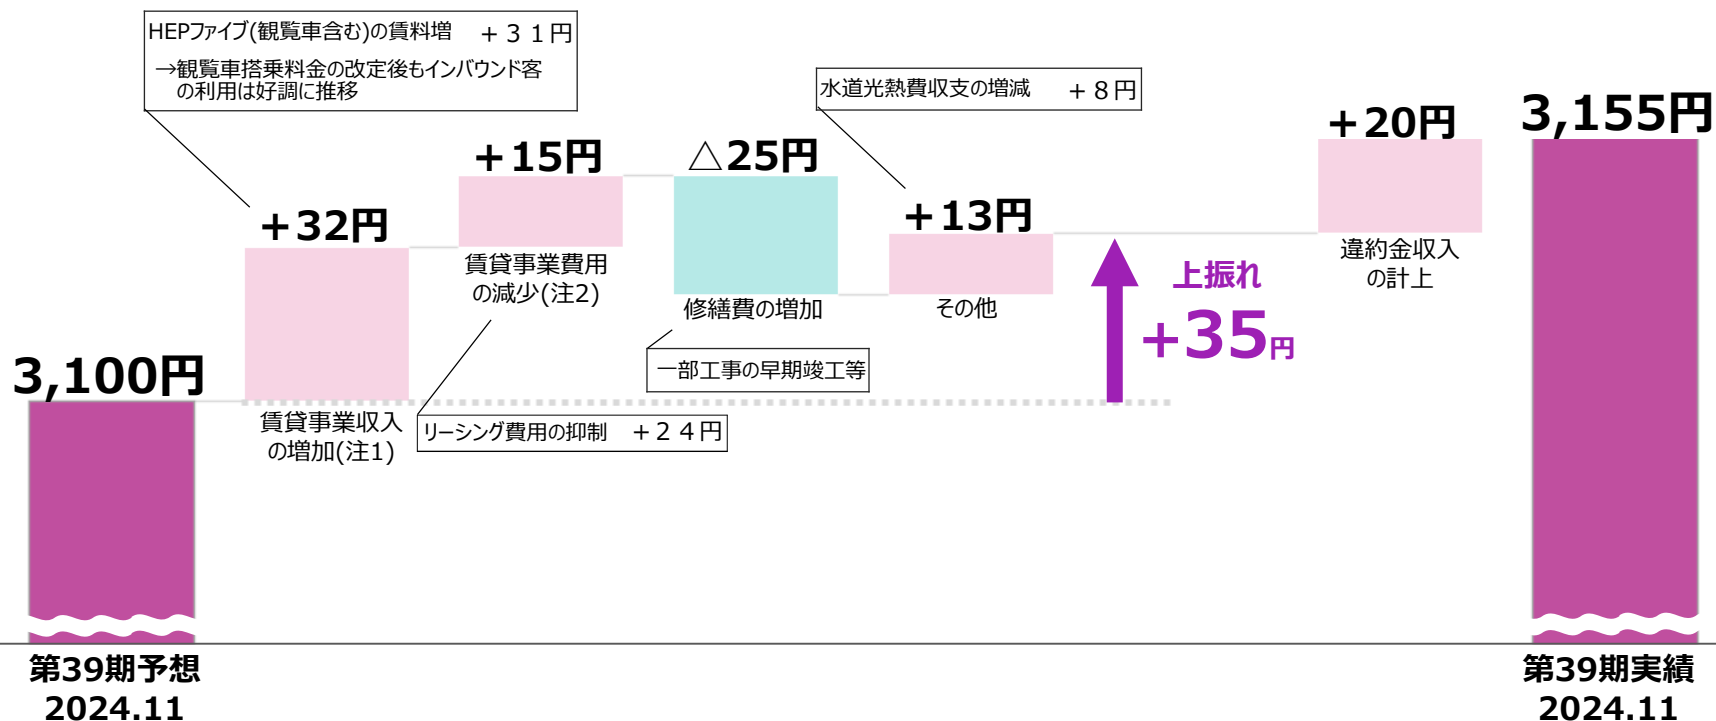 HEPファイブ(観覧車含む)の賃料増　+３１円
→観覧車搭乗料金の改定後もインバウンド客
の利用は好調に推移
水道光熱費収支の増減　+８円
3,155円
+20円
+15円
△25円
+13円
+32円
賃貸事業費用
の減少(注2)
修繕費の増加
その他
違約金収入
の計上
上振れ
+35円
3,100円
一部工事の早期竣工等
賃貸事業収入
の増加(注1)
リーシング費用の抑制　+２４円
第39期予想
2024.11
第39期実績
2024.11